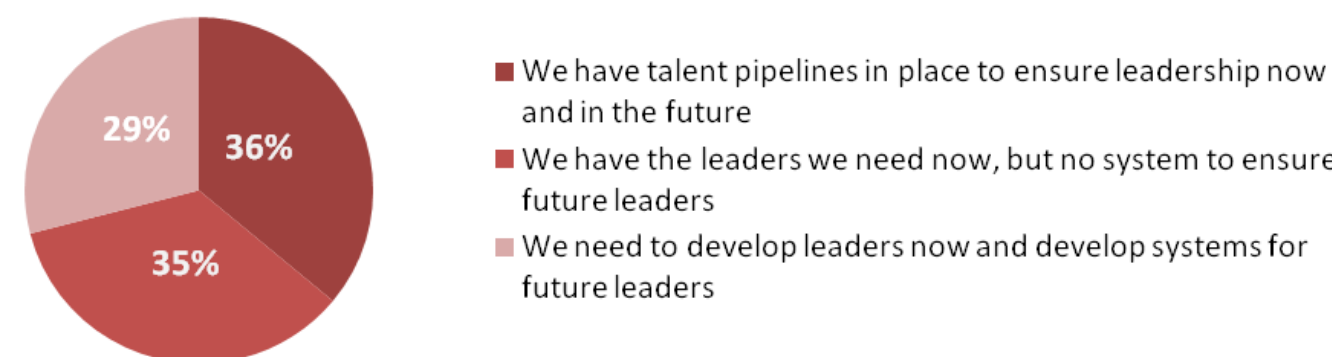 29%
36%
35%
We have talent pipelines in place to ensure leadership now
and in the future
We have the leaders we need now, but no system to ensure
future leaders
We need to develop leaders now and develop systems for
future leaders